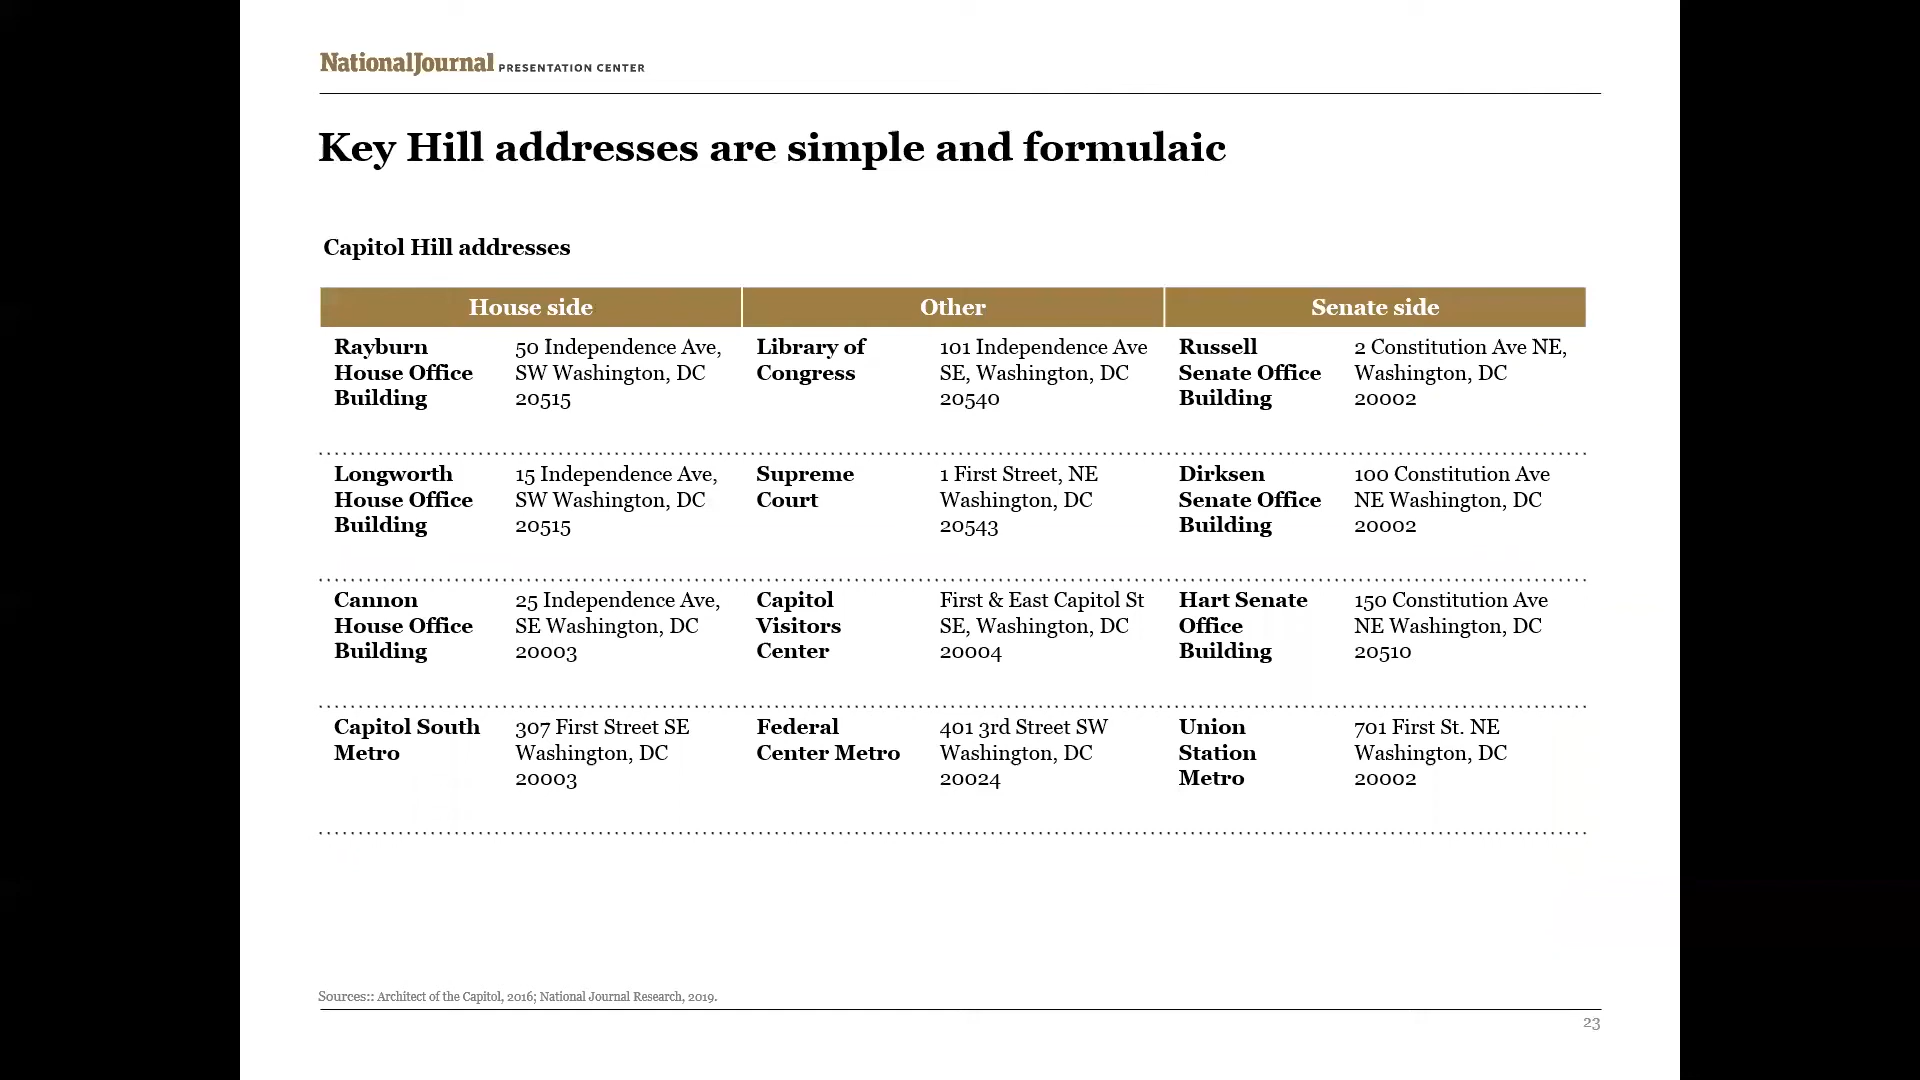 NationalJournal PRESENTATION CENTER
Key Hill addresses are simple and formulaic
Capitol Hill addresses
House side
Other
Senate side
Rayburn
House Office
Building
50 Independence Ave,
SW Washington, DC
20515
Library of
Congress
101 Independence Ave
SE, Washington, DC
20540
Russell
Senate Office
Building
2 Constitution Ave NE,
Washington, DC
20002
Longworth
House Office
Building
15 Independence Ave,
SW Washington, DC
20515
Supreme
Court
1 First Street, NE
Washington, DC
20543
Dirksen
Senate Office
Building
100 Constitution Ave
NE Washington, DC
20002
Cannon
House Office
Building
25 Independence Ave,
SE Washington, DC
20003
Capitol
Visitors
Center
First & East Capitol St
SE, Washington, DC
20004
Hart Senate
Office
Building
150 Constitution Ave
NE Washington, DC
20510
Capitol South
Metro
307 First Street SE
Washington, DC
20003
Federal
Center Metro
401 3rd Street SW
Washington, DC
20024
Union
Station
Metro
701 First St. NE
Washington, DC
20002
Sources:: Architect of the Capitol, 2016; National Journal Research, 2019.
23